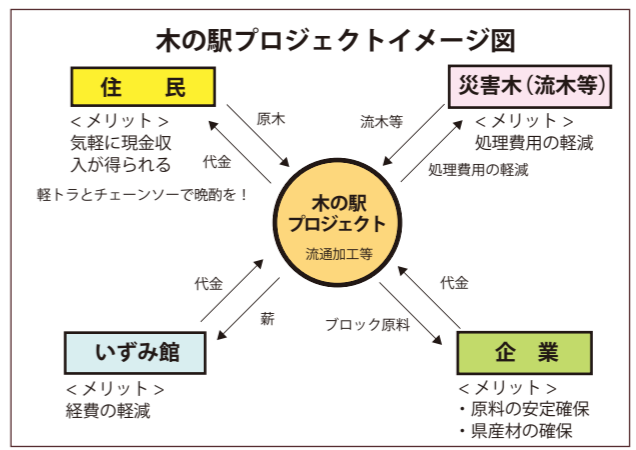 木の駅プロジェクトイメージ図
住　民
災害木（流木等）
< メリット >
気軽に現金収
入が得られる
原木
代金
軽トラとチェーンソーで晩酌を！
流木等
< メリット >
処理費用の軽減
処理費用の軽減
木の駅
プロジェクト
流通加工等
代金
薪
代金
ブロック原料
いずみ館
< メリット >
経費の軽減
企　業
< メリット >
・原料の安定確保
・県産材の確保